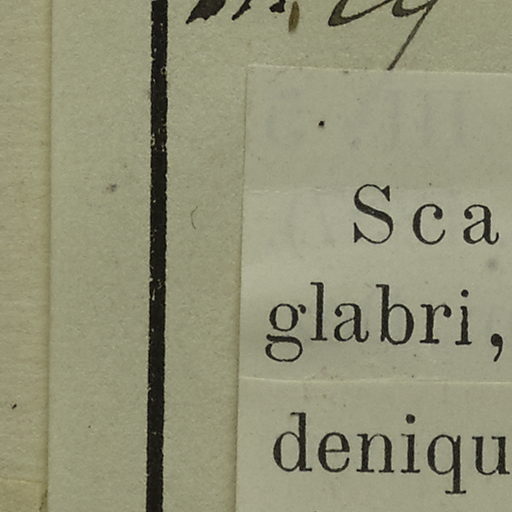 Sca
glabri,
deniqu